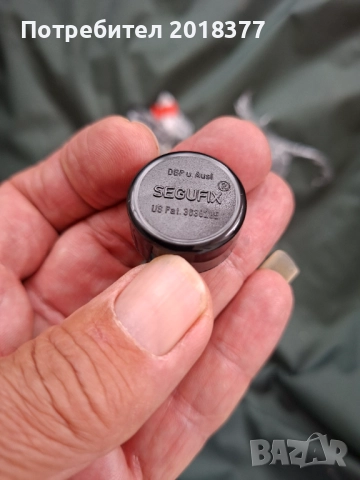 Потребител 2018377
DBP u. Ausl
SEGUFIX®
US Pat.
BAZAR